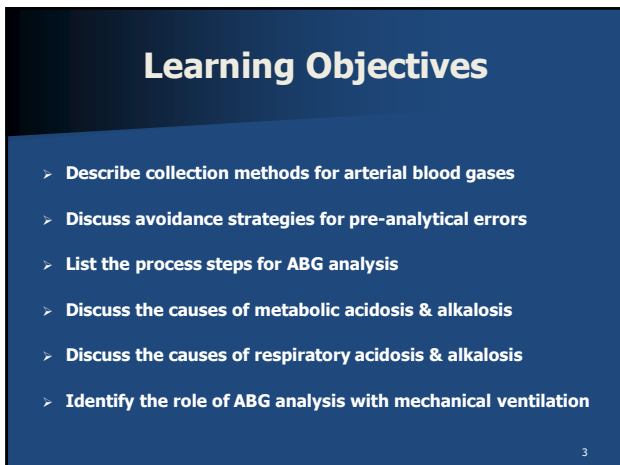 Learning Objectives
➢ Describe collection methods for arterial blood gases
➢ Discuss avoidance strategies for pre-analytical errors
➢ List the process steps for ABG analysis
➢ Discuss the causes of metabolic acidosis & alkalosis
➢ Discuss the causes of respiratory acidosis & alkalosis
➢ Identify the role of ABG analysis with mechanical ventilation
3